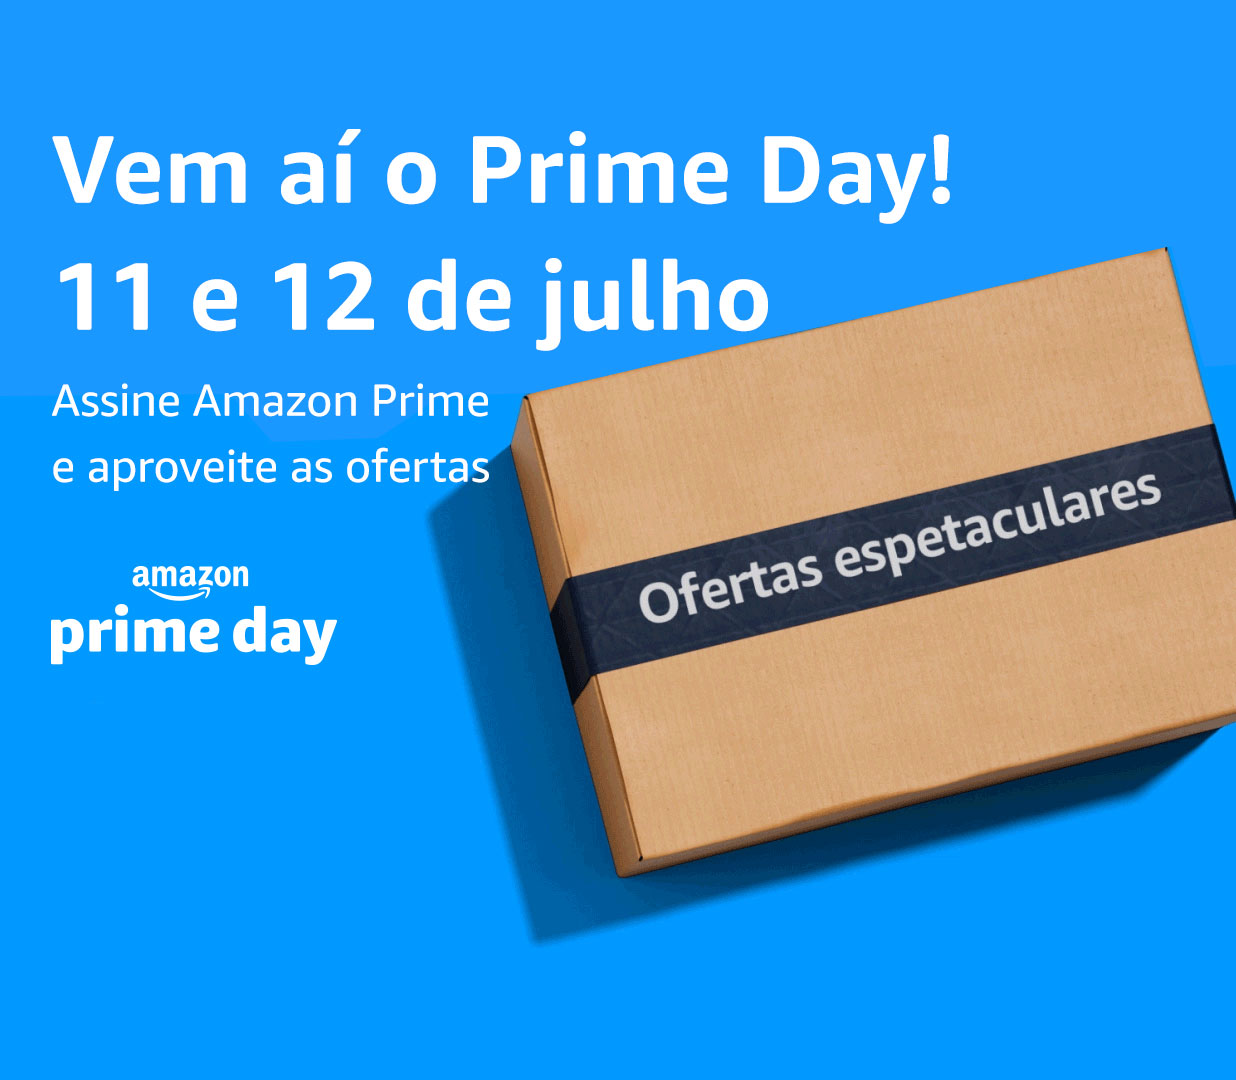 Vem aí o Prime Day!
11 e 12 de julho
Assine Amazon Prime
e aproveite as ofertas
amazon
prime day
Ofertas espetaculares